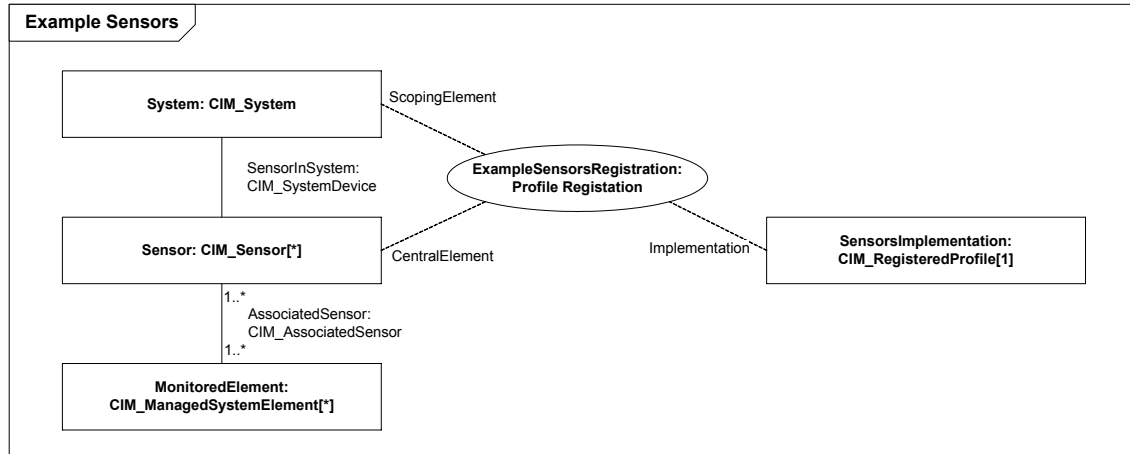 Example Sensors
System: CIM_System
ScopingElement
SensorInSystem:
CIM_SystemDevice
ExampleSensorsRegistration:
Profile Registation
Sensor: CIM_Sensor[*]
CentralElement
Implementation
SensorsImplementation:
CIM_RegisteredProfile[1]
1..*
AssociatedSensor:
CIM_AssociatedSensor
1..*
MonitoredElement:
CIM_ManagedSystemElement[*]